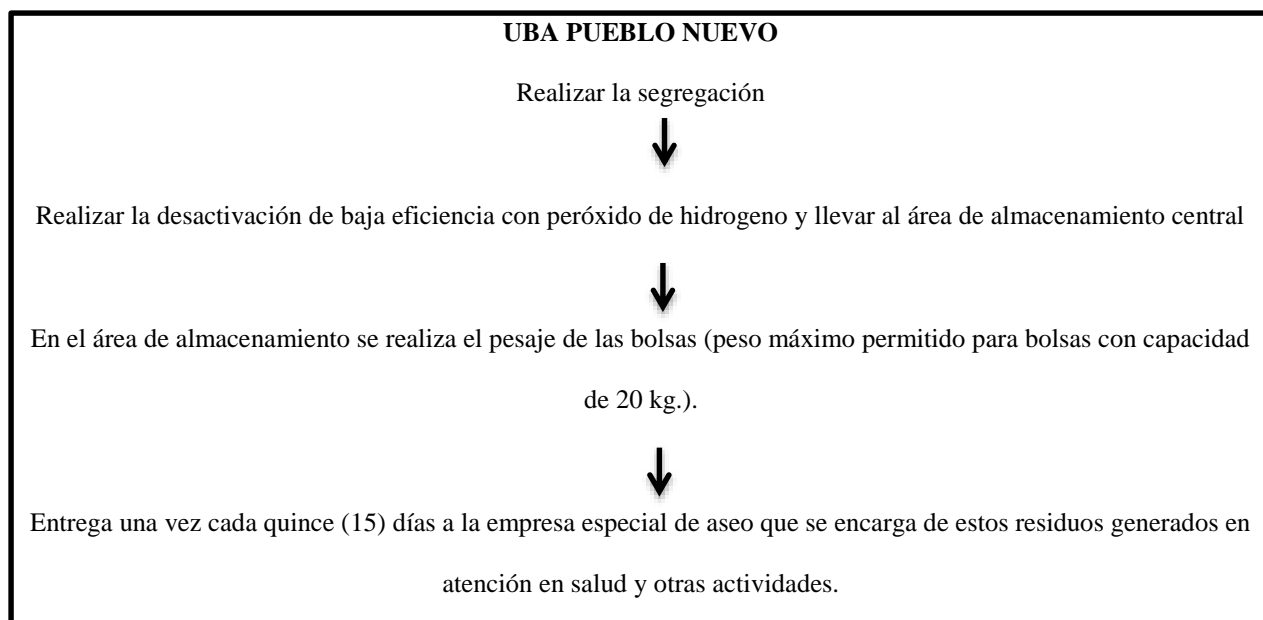 UBA PUEBLO NUEVO
Realizar la segregación
Realizar la desactivación de baja eficiencia con peróxido de hidrogeno y llevar al área de almacenamiento central
En el área de almacenamiento se realiza el pesaje de las bolsas (peso máximo permitido para bolsas con capacidad
de 20 kg.).
Entrega una vez cada quince (15) días a la empresa especial de aseo que se encarga de estos residuos generados en
atención en salud y otras actividades.